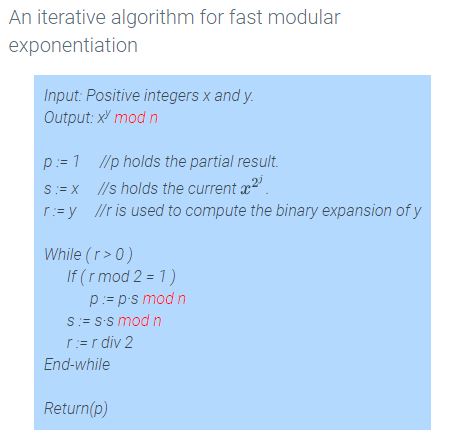 An iterative algorithm for fast modular
exponentiation
Input: Positive integers x and y.
Output: xʸ mod n
p := 1 //p holds the partial result.
s := x //s holds the current x^{2^j}.
r := y //r is used to compute the binary expansion of y
While ( r > 0 )
If ( r mod 2 = 1 )
p := p·s mod n
s := s·s mod n
r := r div 2
End-while
Return(p)